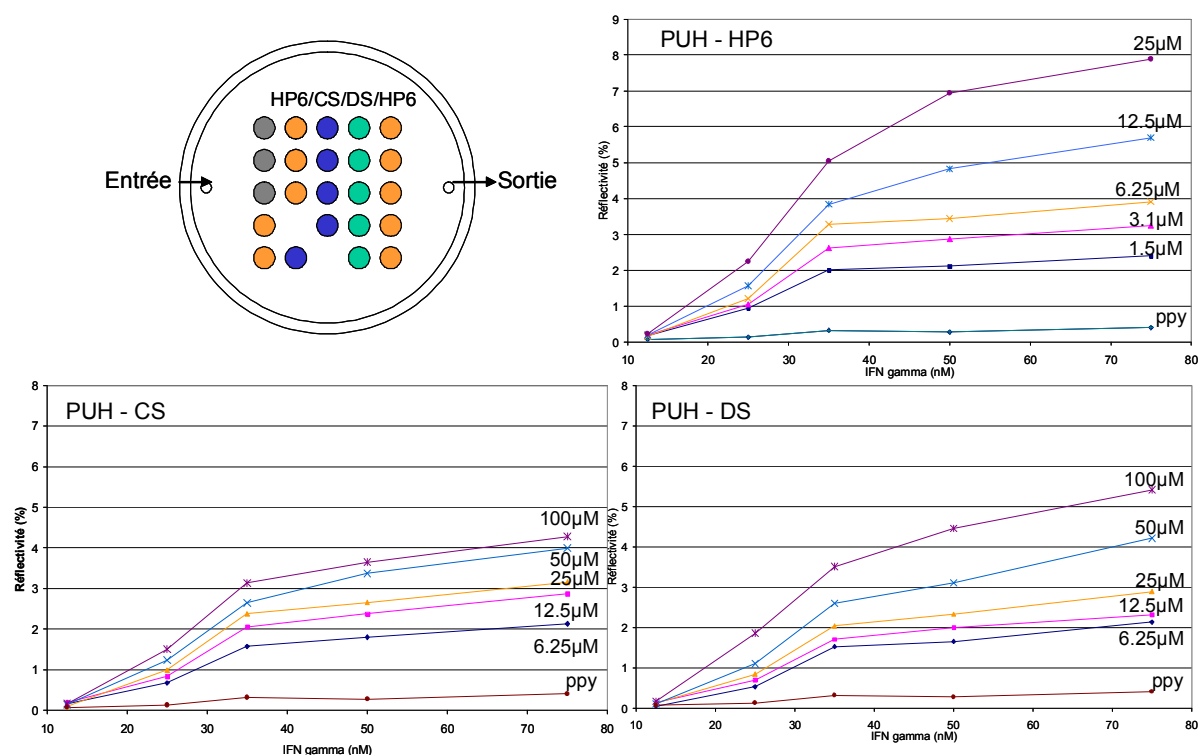 HP6/CS/DS/HP6
Entrée
Sortie
PUH - HP6
Réflectivité (%)
9
8
7
6
5
4
3
2
1
0
25µM
12.5µM
6.25µM
3.1µM
1.5µM
ppy
10 20 30 40 50 60 70 80
IFN gamma (nM)
PUH - CS
Réflectivité (%)
8
7
6
5
4
3
2
1
0
100µM
50µM
25µM
12.5µM
6.25µM
ppy
10 20 30 40 50 60 70 80
IFN gamma (nM)
PUH - DS
Réflectivité (%)
8
7
6
5
4
3
2
1
0
100µM
50µM
25µM
12.5µM
6.25µM
ppy
10 20 30 40 50 60 70 80
IFN gamma (nM)